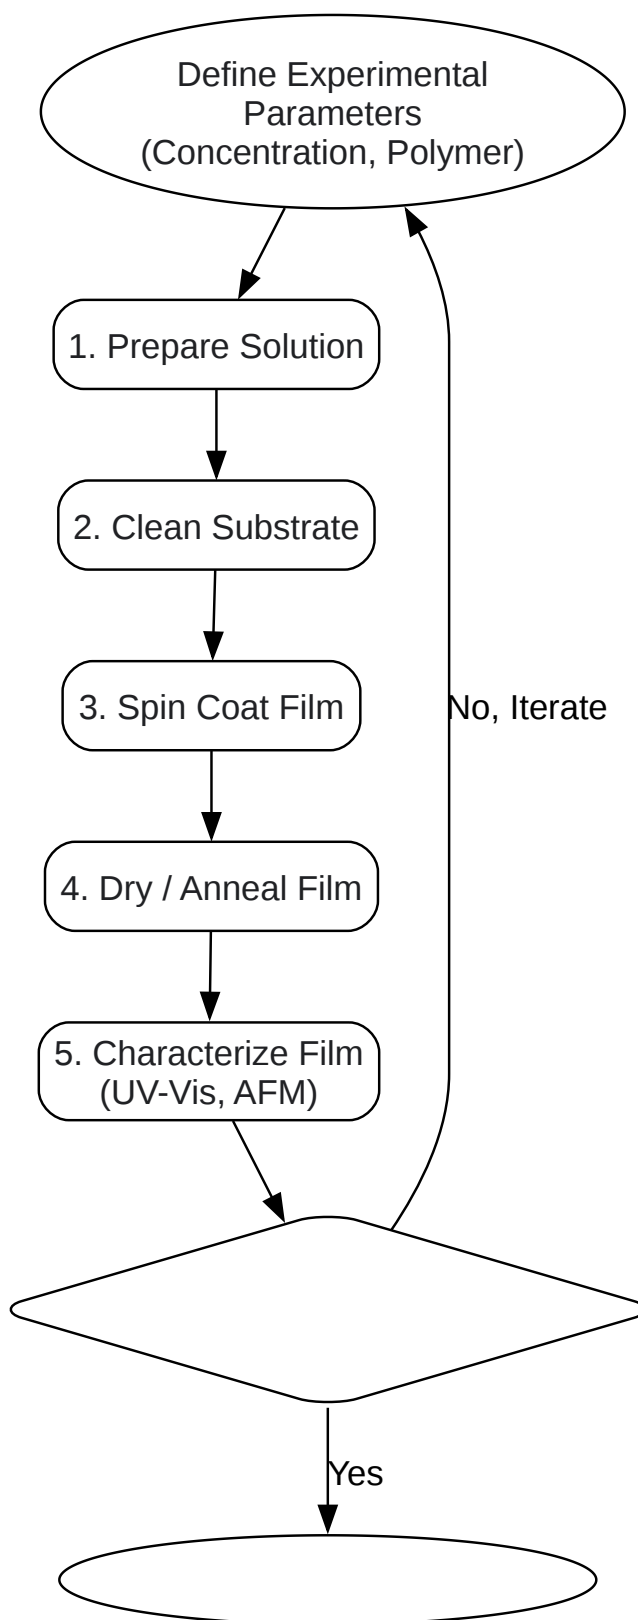 Define Experimental
Parameters
(Concentration, Polymer)
1. Prepare Solution
2. Clean Substrate
3. Spin Coat Film
No, Iterate
4. Dry / Anneal Film
5. Characterize Film
(UV-Vis, AFM)
Yes